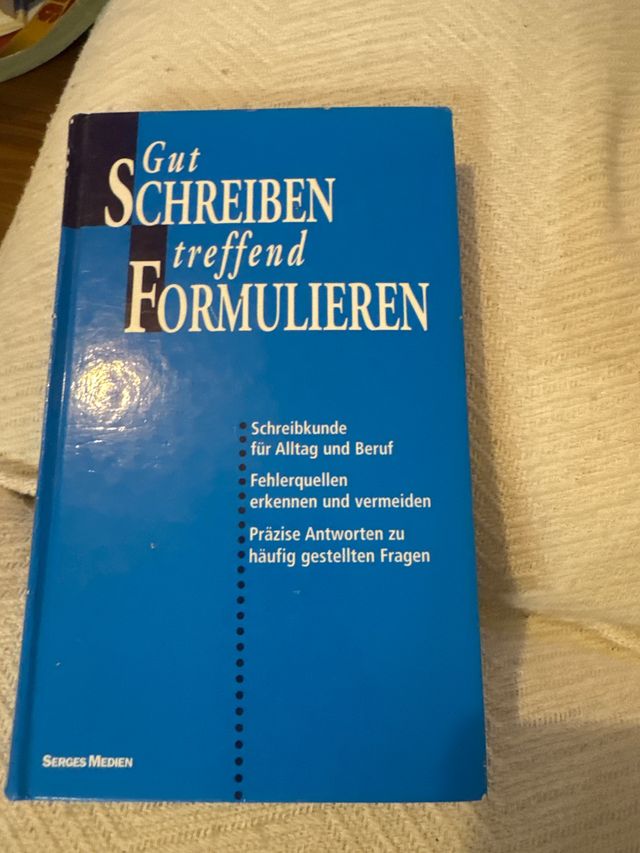 Gut
SCHREIBEN
treffend
FORMULIEREN
Schreibkunde
für Alltag und Beruf
Fehlerquellen
erkennen und vermeiden
Präzise Antworten zu
häufig gestellten Fragen
SERGES MEDIEN